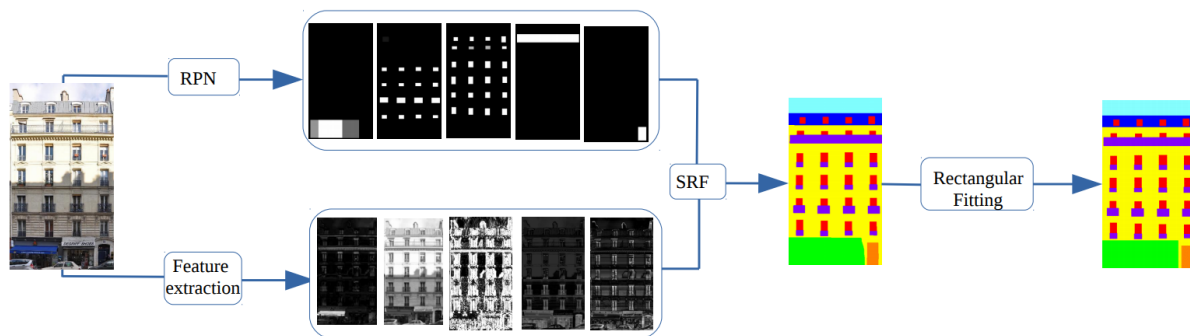 RPN
SRF
Rectangular
Fitting
Feature
extraction